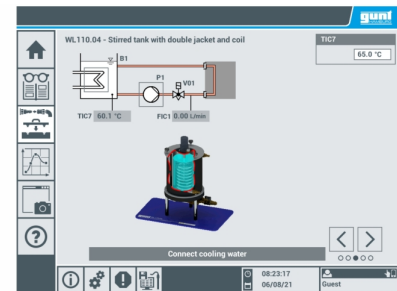 gunt
WL110.04 - Stirred tank with double jacket and coil
TIC7
65.0 °C
B1
P1
V01
TIC7 60.1 °C FIC1 0.00 L/min
Connect cooling water
08:23:17
06/08/21
Guest